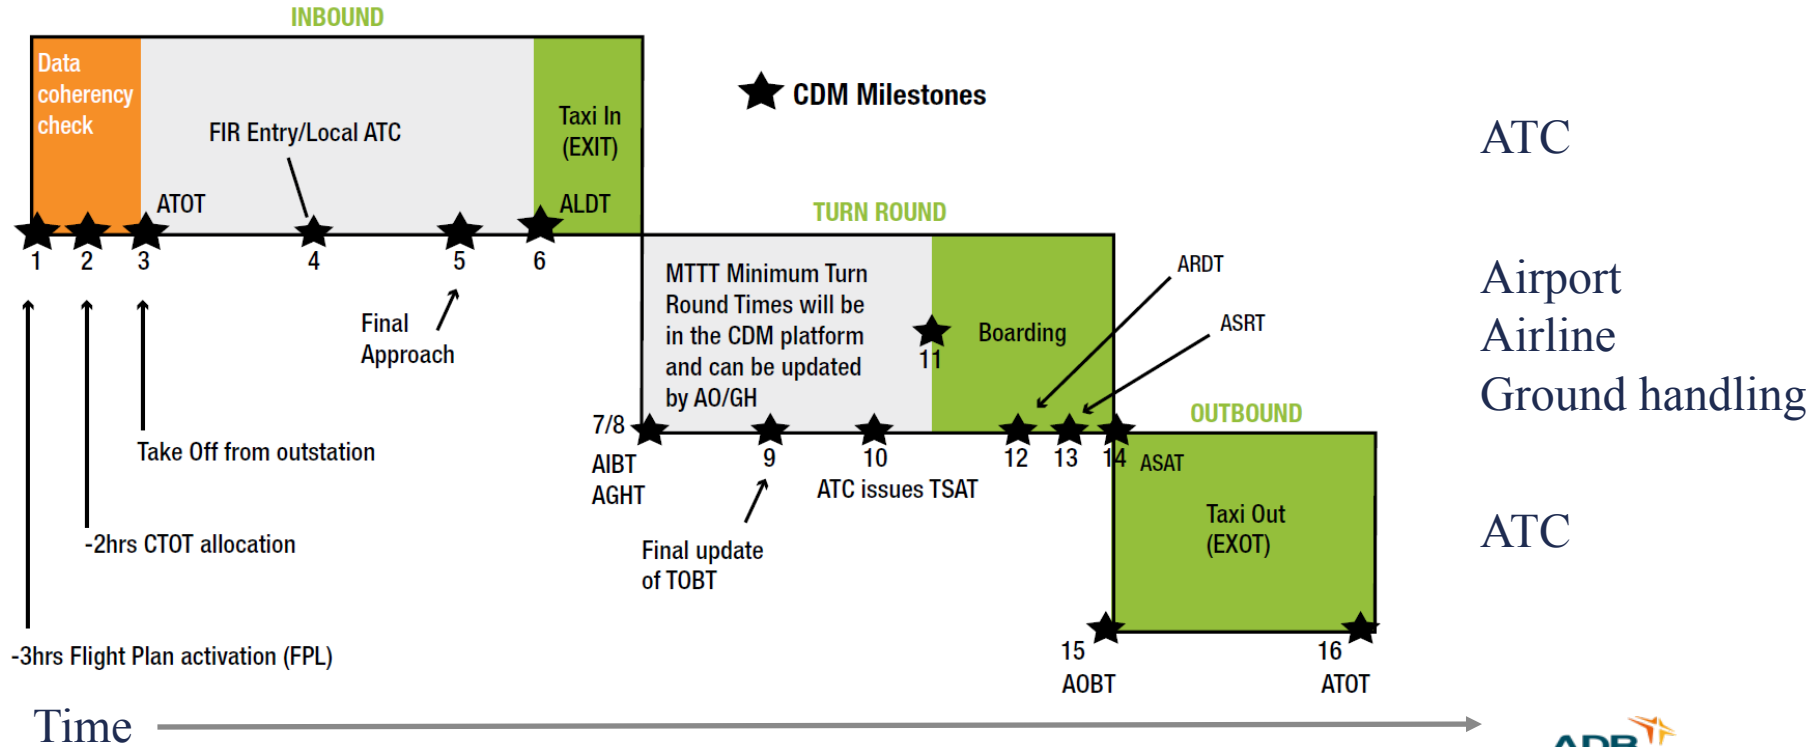 INBOUND
Data
coherency
check
FIR Entry/Local ATC
Taxi In
(EXIT)
CDM Milestones
ATC
ATOT
ALDT
1
2
3
4
5
6
TURN ROUND
Final
Approach
MTTT Minimum Turn
Round Times will be
in the CDM platform
and can be updated
by AO/GH
11
Boarding
ARDT
ASRT
Airport
Airline
Ground handling
Take Off from outstation
7/8
AIBT
AGHT
9
10
12
13
14
ATC issues TSAT
Final update
of TOBT
OUTBOUND
ASAT
Taxi Out
(EXOT)
ATC
-2hrs CTOT allocation
-3hrs Flight Plan activation (FPL)
15
AOBT
16
ATOT
Time
ADB